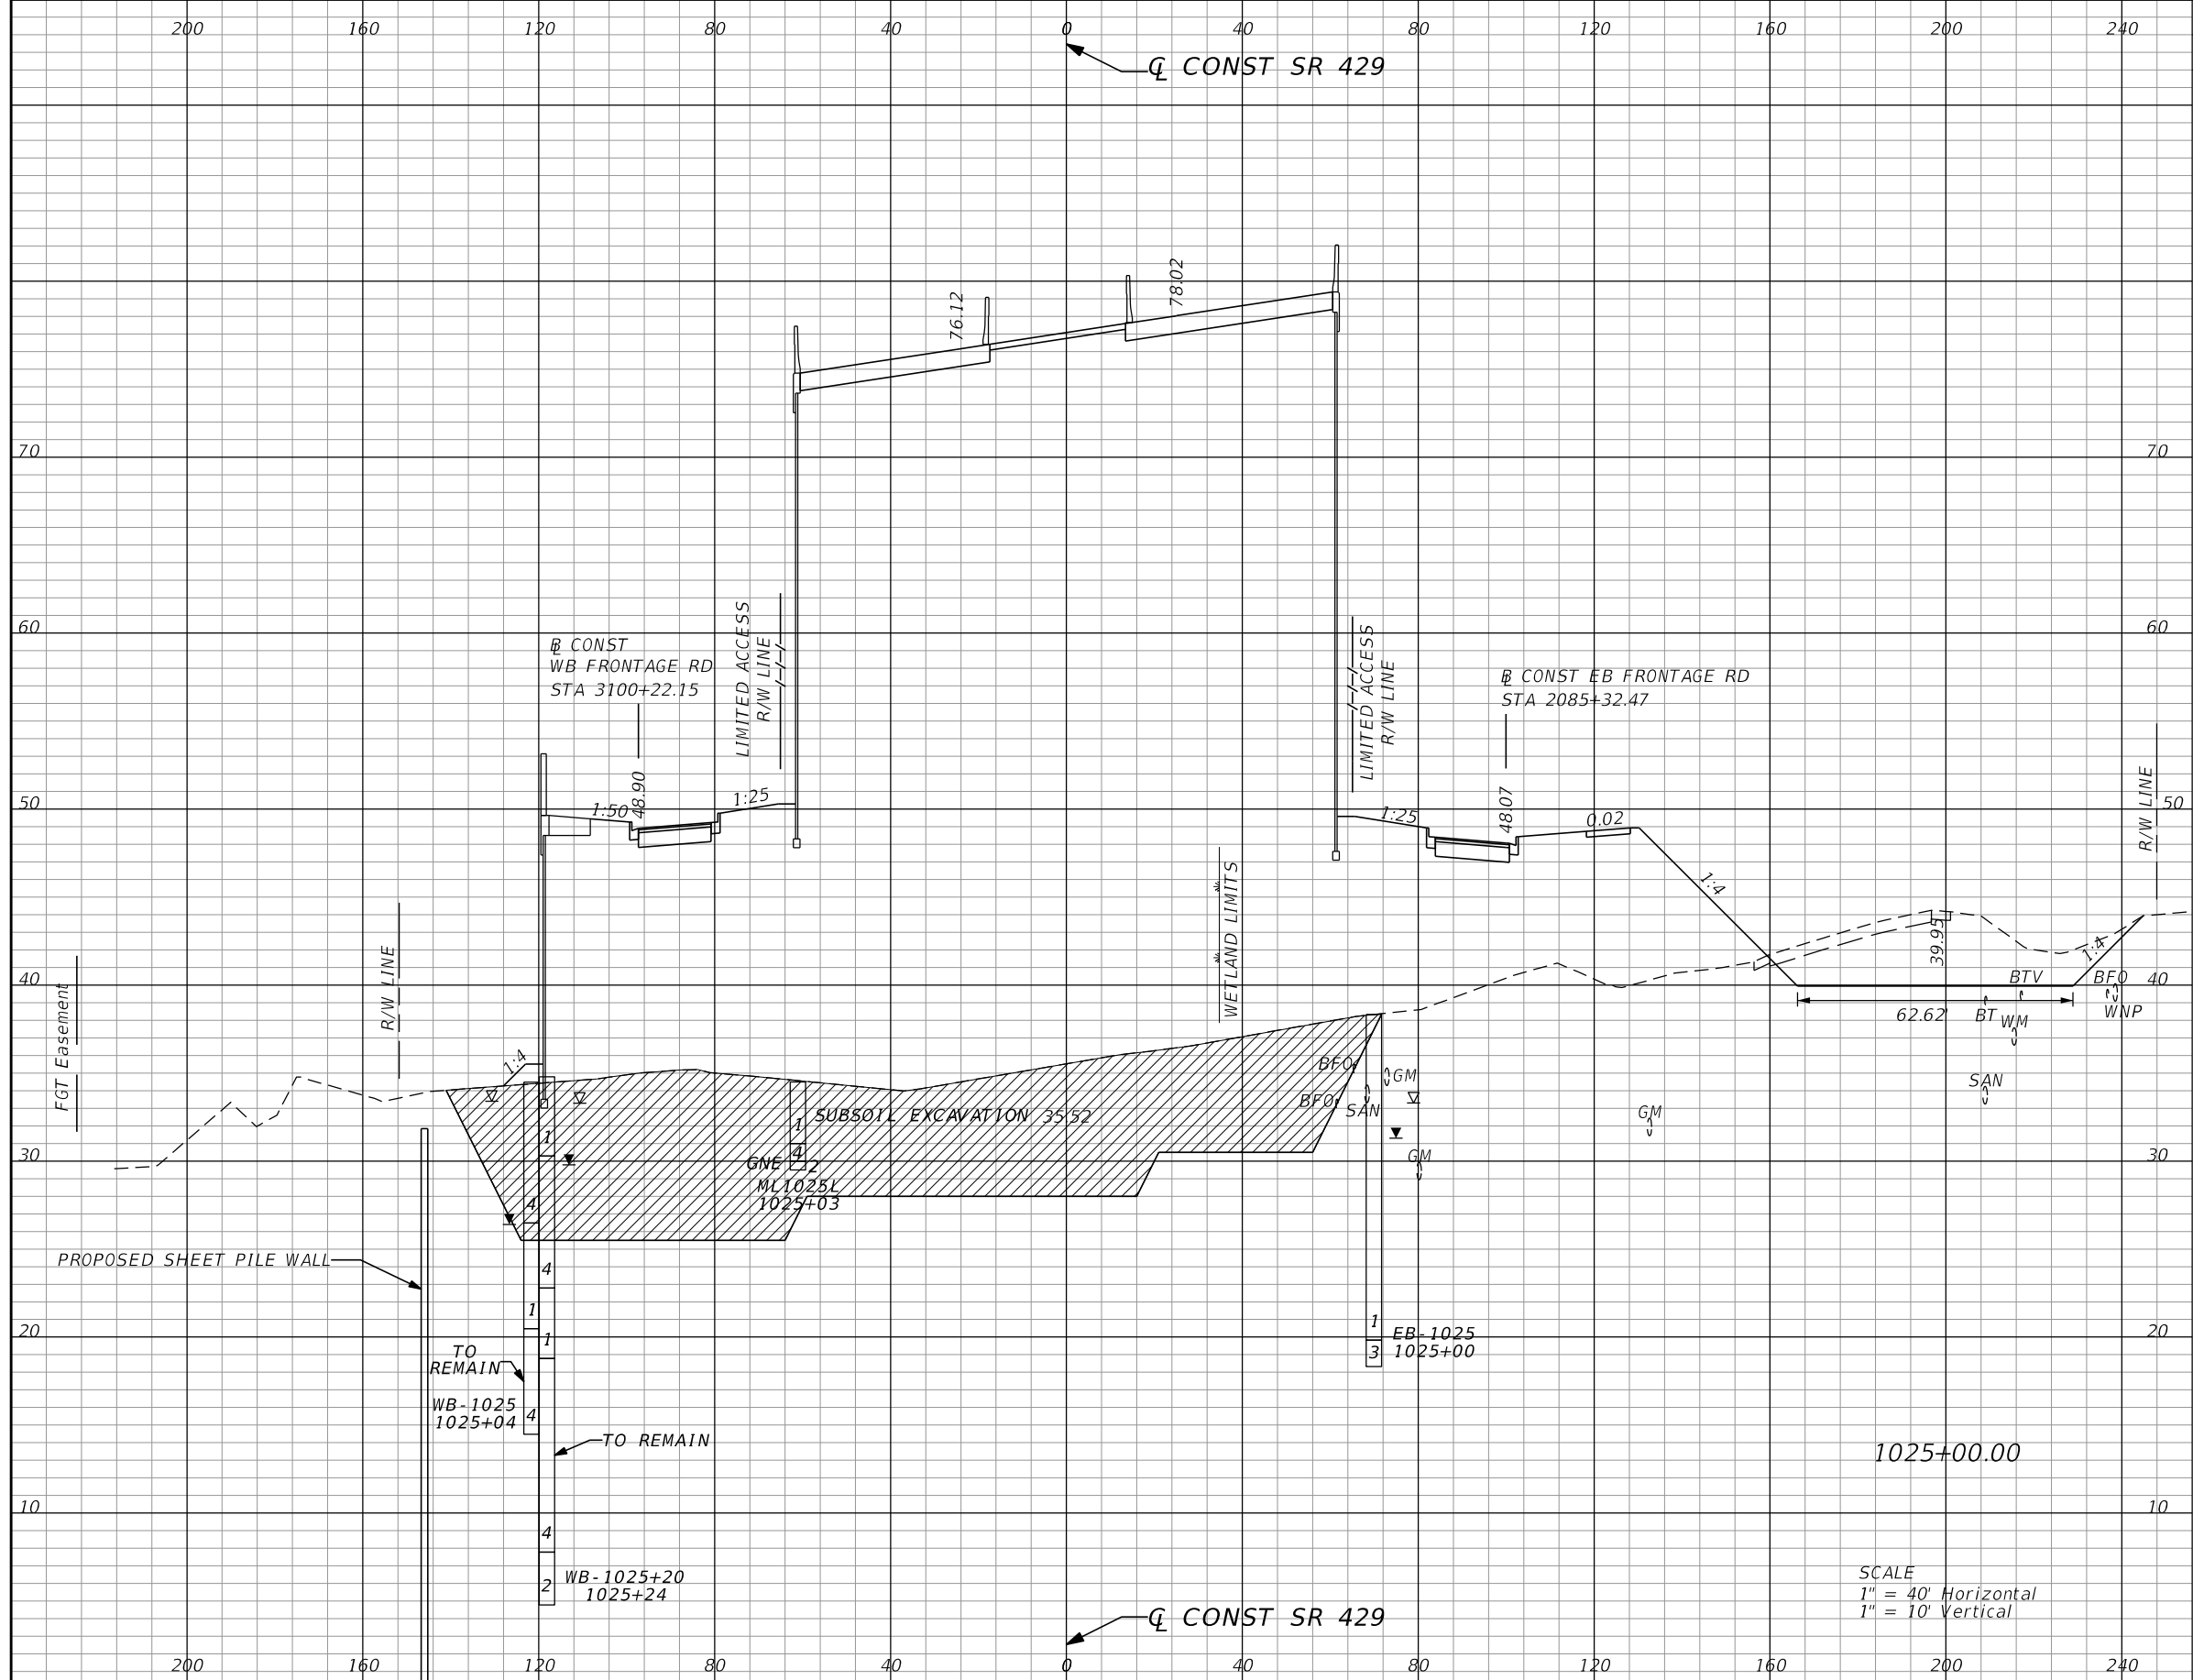 200 160 120 80 40 0 40 80 120 160 200 240
℄ CONST SR 429
78.02
76.12
70 70
60 60
B̵L CONST
WB FRONTAGE RD
STA 3100+22.15
LIMITED ACCESS
R/W LINE
LIMITED ACCESS
R/W LINE
B̵L CONST EB FRONTAGE RD
STA 2085+32.47
R/W LINE
50 50
1:50
48.90
1:25
1:25
48.07
0.02
1:4
WETLAND LIMITS
39.95
1:4
40 40
FGT Easement
R/W LINE
BTV
BFO
62.62'
BT
WM
WNP
1:4
BFO
GM
SAN
BFO
SAN
GM
SUBSOIL EXCAVATION 35.52
1
1
4
GM
30 30
GNE
2
ML1025L
1025+03
4
PROPOSED SHEET PILE WALL
4
1
20 20
1
1
EB-1025
1025+00
3
TO
REMAIN
WB-1025
1025+04
4
TO REMAIN
1025+00.00
10 10
4
2
WB-1025+20
1025+24
SCALE
1" = 40' Horizontal
1" = 10' Vertical
℄ CONST SR 429
200 160 120 80 40 0 40 80 120 160 200 240